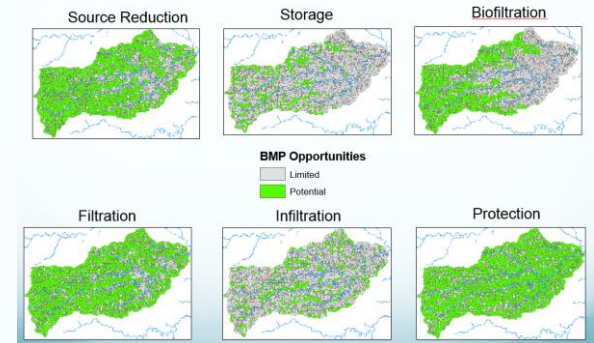 Source Reduction
Storage
Biofiltration
BMP Opportunities
Limited
Potential
Filtration
Infiltration
Protection